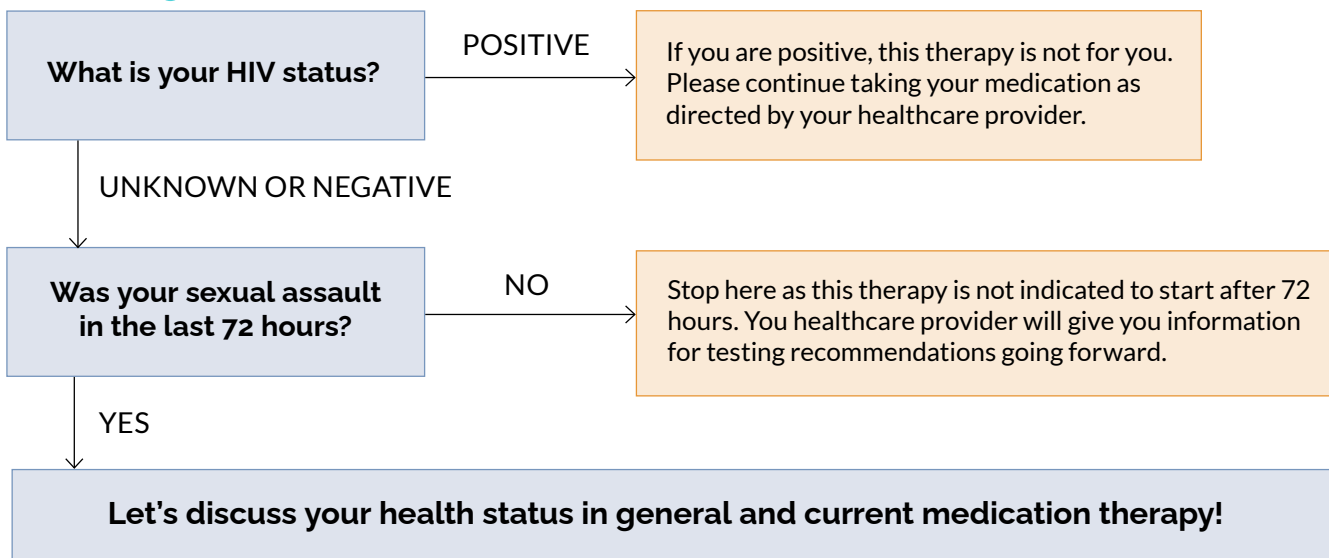 What is your HIV status?
POSITIVE
If you are positive, this therapy is not for you.
Please continue taking your medication as
directed by your healthcare provider.
UNKNOWN OR NEGATIVE
Was your sexual assault
in the last 72 hours?
NO
Stop here as this therapy is not indicated to start after 72
hours. You healthcare provider will give you information
for testing recommendations going forward.
YES
Let's discuss your health status in general and current medication therapy!